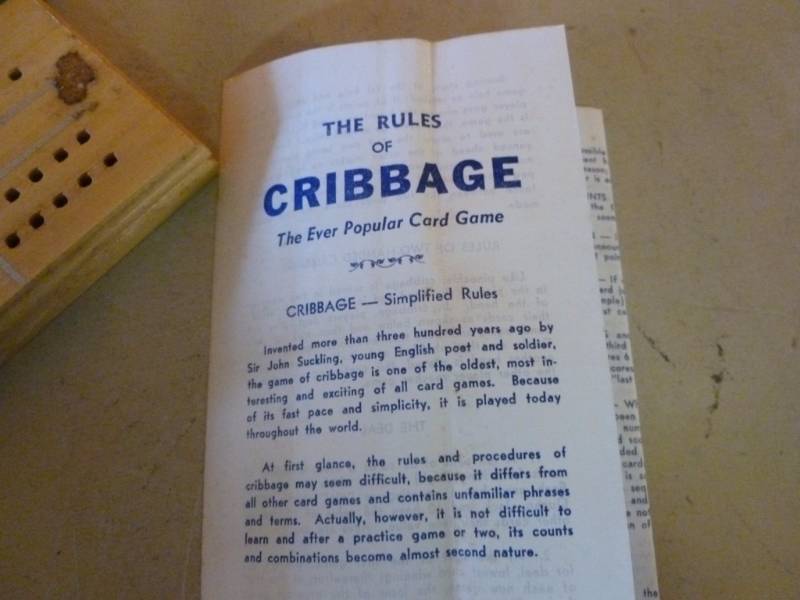 THE RULES
OF
CRIBBAGE
The Ever Popular Card Game
CRIBBAGE — Simplified Rules
Invented more than three hundred years ago by
Sir John Suckling, young English poet and soldier,
the game of cribbage is one of the oldest, most in-
teresting and exciting of all card games. Because
of its fast pace and simplicity, it is played today
throughout the world.
At first glance, the rules and procedures of
cribbage may seem difficult, because it differs from
all other card games and contains unfamiliar phrases
and terms. Actually, however, it is not difficult to
learn and after a practice game or two, its counts
and combinations become almost second nature.